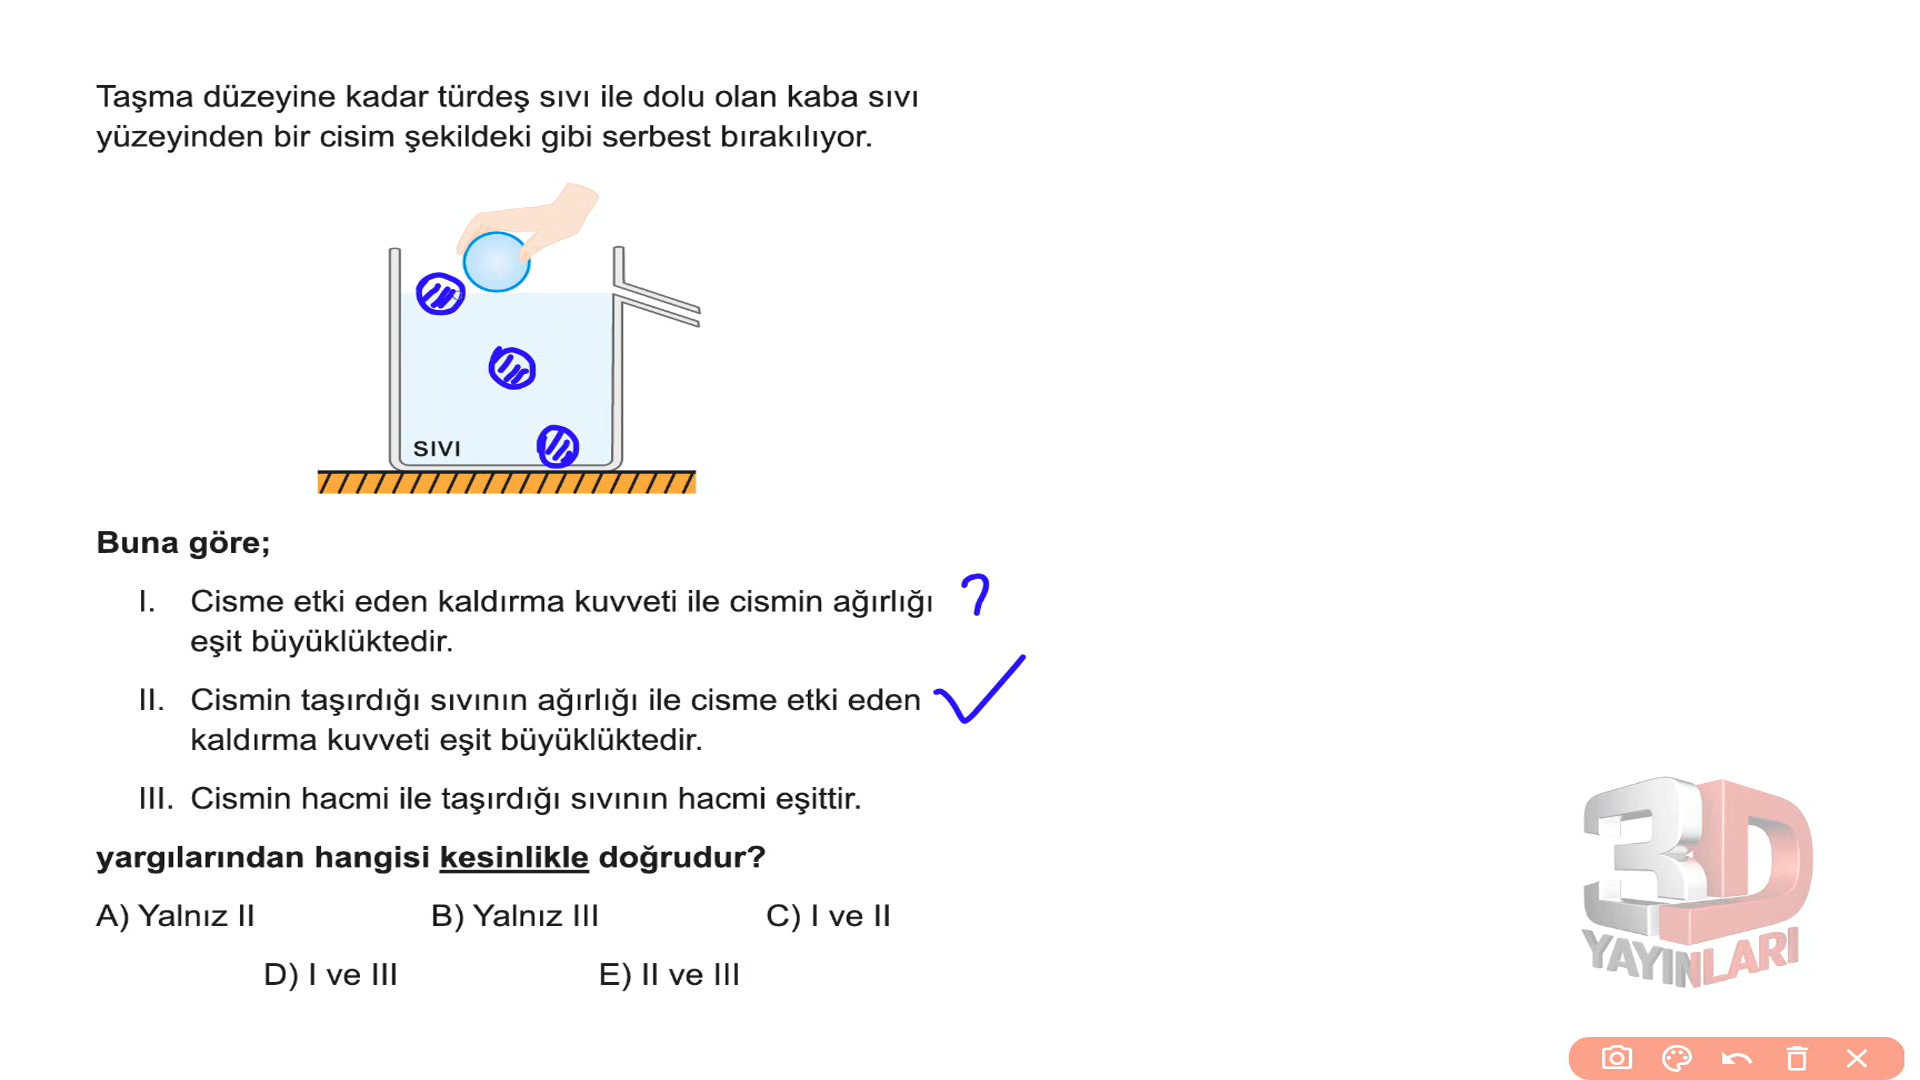 Taşma düzeyine kadar türdeş sıvı ile dolu olan kaba sıvı
yüzeyinden bir cisim şekildeki gibi serbest bırakılıyor.
SIVI
Buna göre;
I. Cisme etki eden kaldırma kuvveti ile cismin ağırlığı ?
eşit büyüklüktedir.
II. Cismin taşırdığı sıvının ağırlığı ile cisme etki eden ✓
kaldırma kuvveti eşit büyüklüktedir.
III. Cismin hacmi ile taşırdığı sıvının hacmi eşittir.
yargılarından hangisi kesinlikle doğrudur?
A) Yalnız II B) Yalnız III C) I ve II
D) I ve III E) II ve III
3D
YAYINLARI